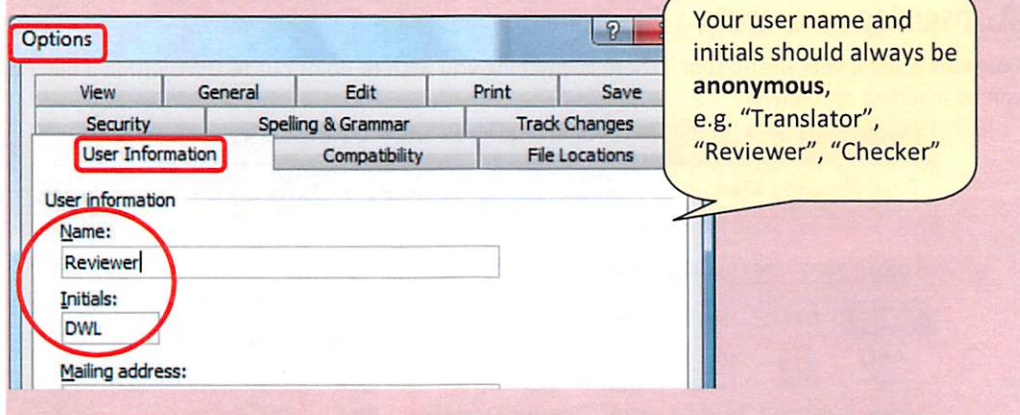 Options
?
View General Edit Print Save
Security Spelling & Grammar Track Changes
User Information Compatibility File Locations
User information
Name:
Reviewer
Initials:
DWL
Mailing address:
Your user name and
initials should always be
anonymous,
e.g. “Translator”,
“Reviewer”, “Checker”